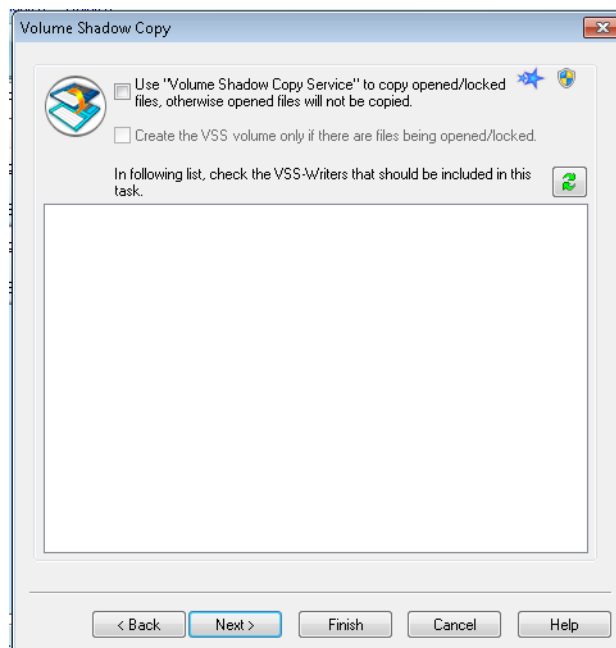 Volume Shadow Copy
Use "Volume Shadow Copy Service" to copy opened/locked
files, otherwise opened files will not be copied.
Create the VSS volume only if there are files being opened/locked.
In following list, check the VSS-Writers that should be included in this
task.
< Back
Next >
Finish
Cancel
Help